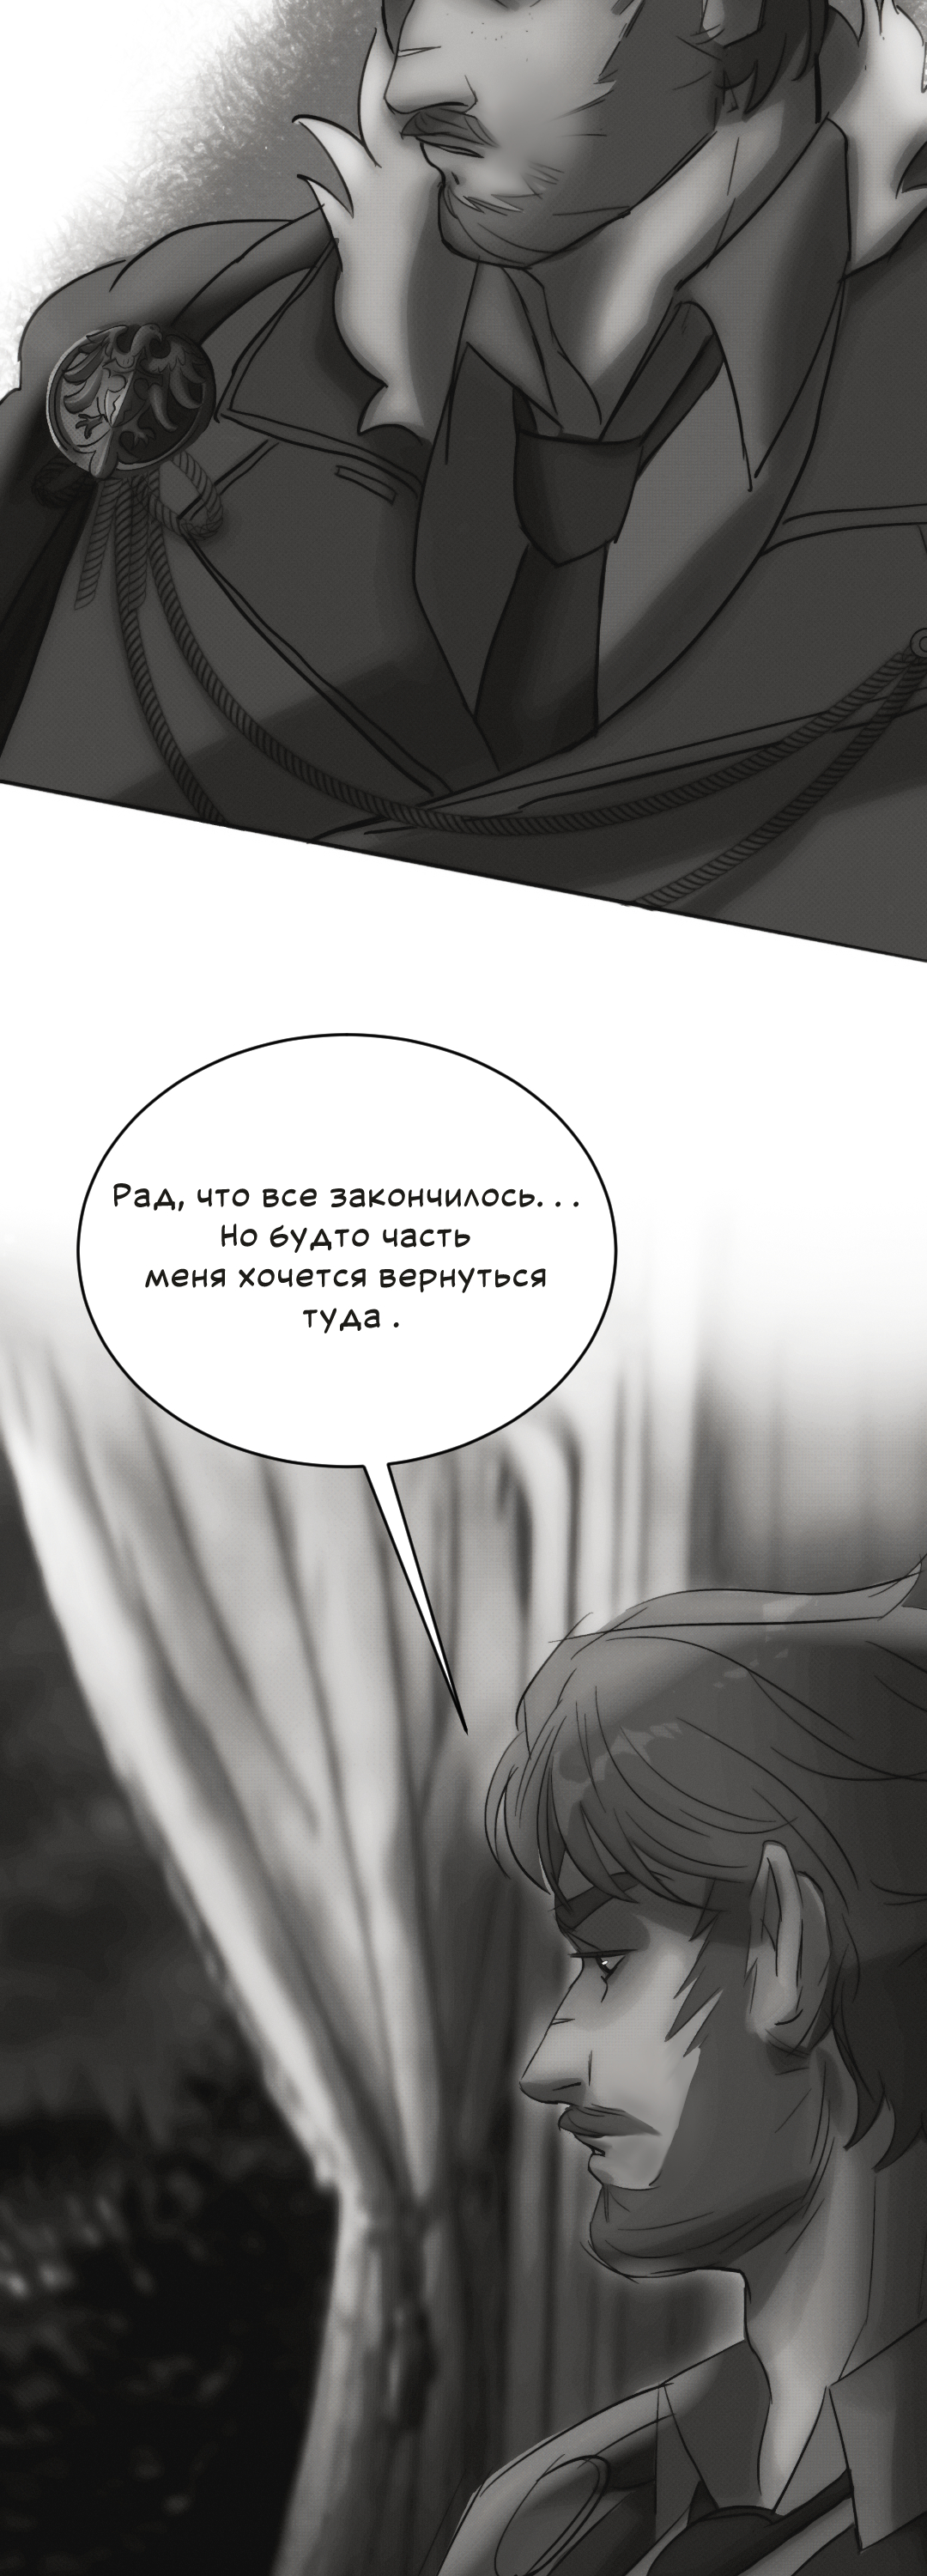 Рад, что все закончилось. . .
Но будто часть
меня хочется вернуться
туда .